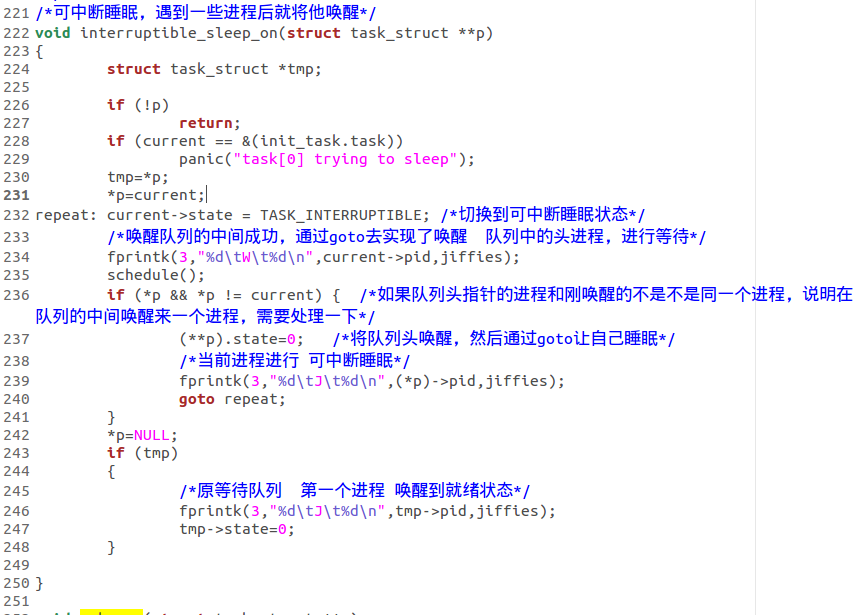 221 /*可中断睡眠，遇到一些进程后就将他唤醒*/
222 void interruptible_sleep_on(struct task_struct **p)
223 {
224         struct task_struct *tmp;
225
226         if (!p)
227                 return;
228         if (current == &(init_task.task))
229                 panic("task[0] trying to sleep");
230         tmp=*p;
231         *p=current;
232 repeat: current->state = TASK_INTERRUPTIBLE; /*切换到可中断睡眠状态*/
233         /*唤醒队列的中间成功，通过goto去实现了唤醒  队列中的头进程，进行等待*/
234         fprintk(3,"%d\tW\t%d\n",current->pid,jiffies);
235         schedule();
236         if (*p && *p != current) {  /*如果队列头指针的进程和刚唤醒的不是不是同一个进程，说明在
队列的中间唤醒来一个进程，需要处理一下*/
237                 (**p).state=0;   /*将队列头唤醒，然后通过goto让自己睡眠*/
238                 /*当前进程进行 可中断睡眠*/
239                 fprintk(3,"%d\tJ\t%d\n",(*p)->pid,jiffies);
240                 goto repeat;
241         }
242         *p=NULL;
243         if (tmp)
244         {
245                 /*原等待队列  第一个进程 唤醒到就绪状态*/
246                 fprintk(3,"%d\tJ\t%d\n",tmp->pid,jiffies);
247                 tmp->state=0;
248         }
249
250 }
251